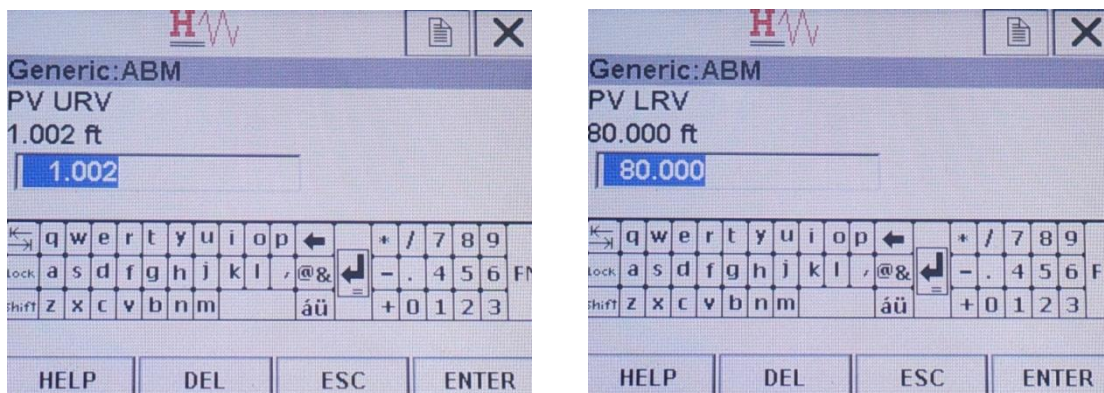 H
Generic:ABM
PV URV
1.002 ft
1.002
q w e r t y u i o p * / 7 8 9
Lock a s d f g h j k l , @& - . 4 5 6 FN
Shift z x c v b n m áü + 0 1 2 3
HELP DEL ESC ENTER
H
Generic:ABM
PV LRV
80.000 ft
80.000
q w e r t y u i o p * / 7 8 9
Lock a s d f g h j k l , @& - . 4 5 6 F
Shift z x c v b n m áü + 0 1 2 3
HELP DEL ESC ENTER